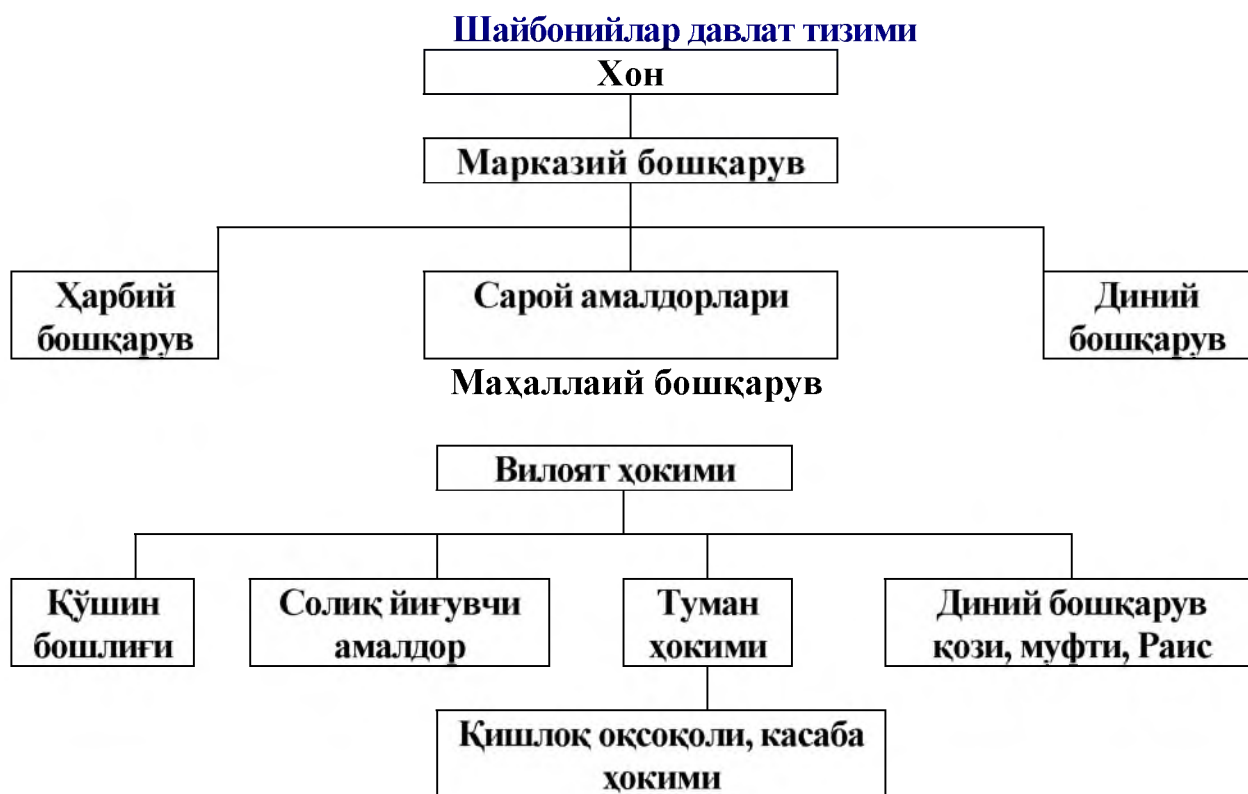 Шайбонийлар давлат тизими
Хон
Марказий бошқарув
Ҳарбий
бошқарув
Сарой амалдорлари
Диний
бошқарув
Маҳаллаий бошқарув
Вилоят ҳокими
Қўшин
бошлиғи
Солиқ йиғувчи
амалдор
Туман
ҳокими
Диний бошқарув
қози, муфти, Раис
Қишлоқ оқсоқоли, касаба
ҳокими